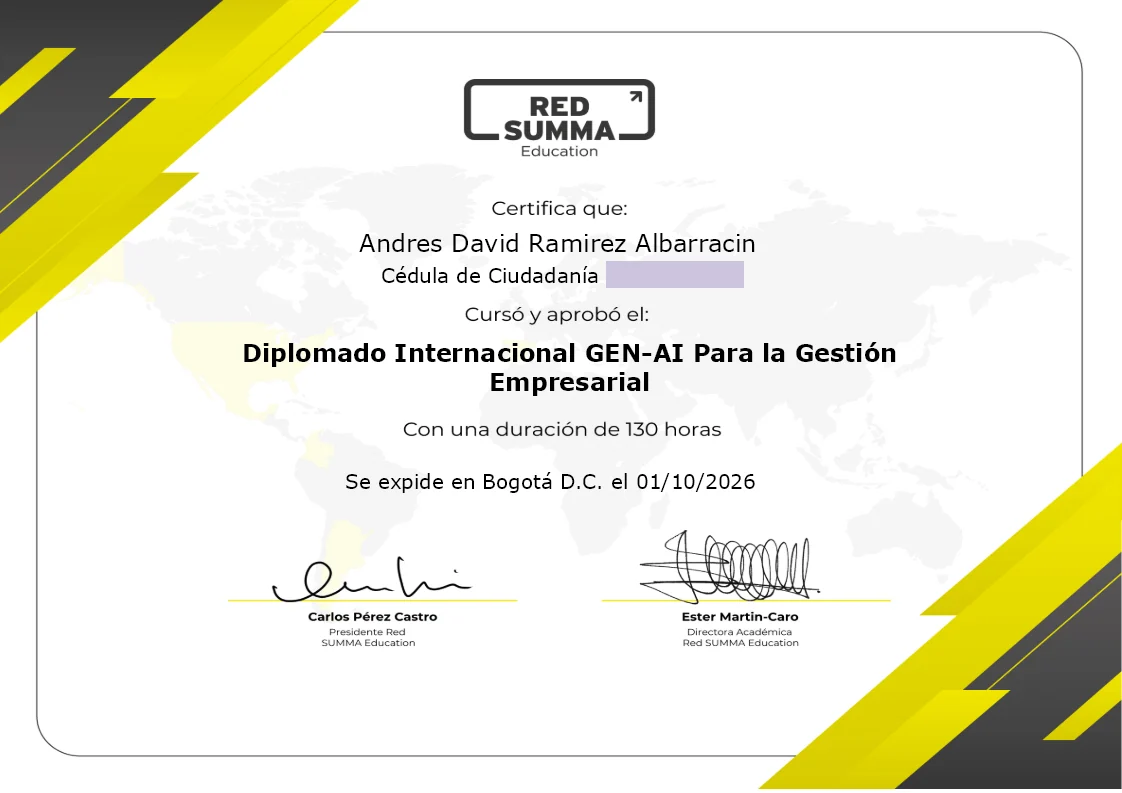 RED
SUMMA
Education
Certifica que:
Andres David Ramirez Albarracin
Cédula de Ciudadanía
Cursó y aprobó el:
Diplomado Internacional GEN-AI Para la Gestión
Empresarial
Con una duración de 130 horas
Se expide en Bogotá D.C. el 01/10/2026
Carlos Pérez Castro
Presidente Red
SUMMA Education
Ester Martin-Caro
Directora Académica
Red SUMMA Education